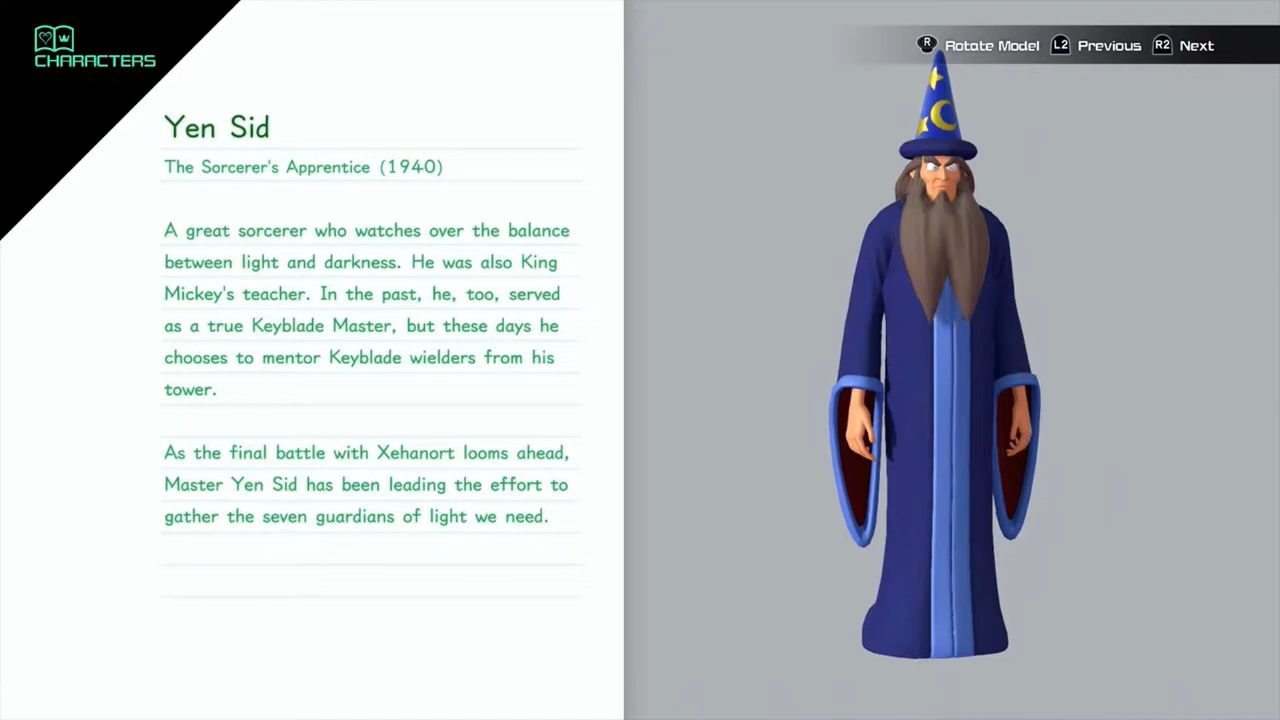 CHARACTERS
R Rotate Model L2 Previous R2 Next
Yen Sid
The Sorcerer's Apprentice (1940)
A great sorcerer who watches over the balance
between light and darkness. He was also King
Mickey's teacher. In the past, he, too, served
as a true Keyblade Master, but these days he
chooses to mentor Keyblade wielders from his
tower.
As the final battle with Xehanort looms ahead,
Master Yen Sid has been leading the effort to
gather the seven guardians of light we need.